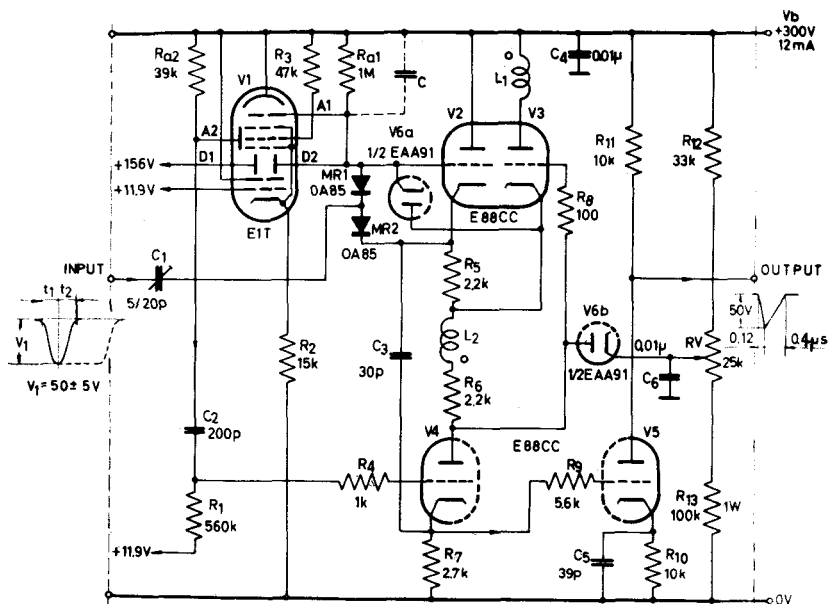 Vb
+300V
12mA
Ra2
39k
R3
47k
Ra1
1M
C
C4
0.01µ
L1
V1
A1
A2
D1
D2
+156V
+11.9V
E1T
V6a
1/2 EAA91
MR1
0A85
MR2
0A85
V2
V3
E88CC
R8
100
R11
10k
R12
33k
INPUT
C1
5/20p
t1 t2
V1
V1=50±5V
R5
2,2k
L2
R6
2.2k
C3
30p
R2
15k
V6b
1/2EAA91
0,01µ
C6
RV
25k
OUTPUT
50V
0.12
0.4µs
C2
200p
R1
560k
+11.9V
R4
1k
V4
E88CC
V5
R9
5.6k
R7
2,7k
C5
39p
R10
10k
R13
100k
1W
0V